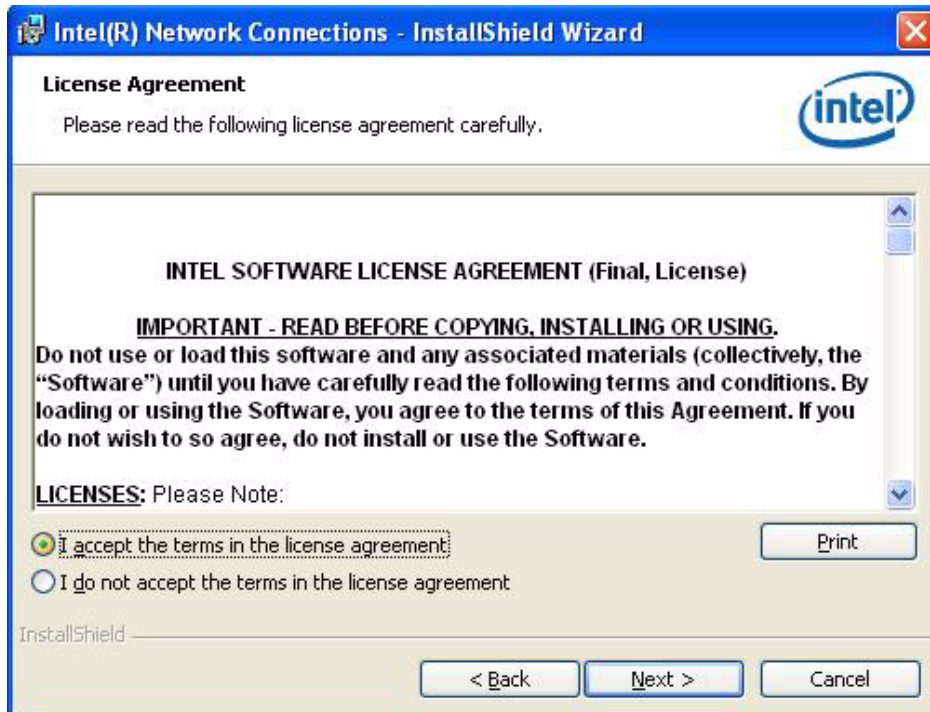 Intel(R) Network Connections - InstallShield Wizard
License Agreement
Please read the following license agreement carefully.
intel
INTEL SOFTWARE LICENSE AGREEMENT (Final, License)
IMPORTANT - READ BEFORE COPYING, INSTALLING OR USING.
Do not use or load this software and any associated materials (collectively, the
“Software”) until you have carefully read the following terms and conditions. By
loading or using the Software, you agree to the terms of this Agreement. If you
do not wish to so agree, do not install or use the Software.
LICENSES: Please Note:
I accept the terms in the license agreement
Print
I do not accept the terms in the license agreement
InstallShield
< Back
Next >
Cancel